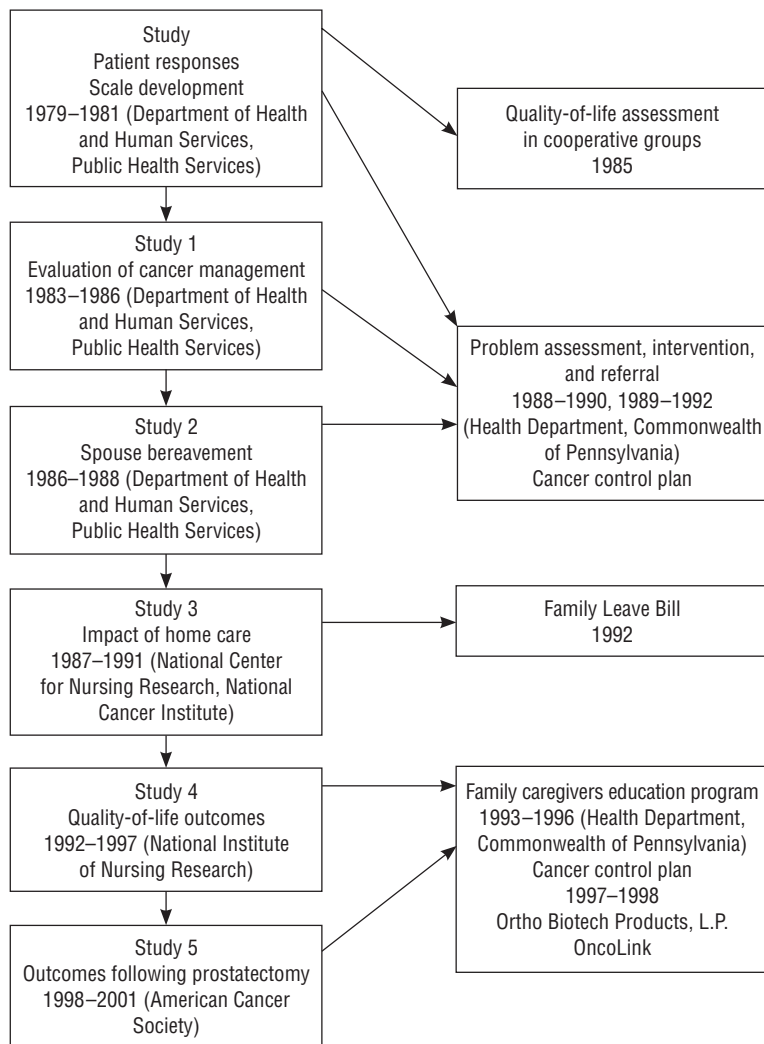 Study
Patient responses
Scale development
1979–1981 (Department of Health
and Human Services,
Public Health Services)
Quality-of-life assessment
in cooperative groups
1985
Study 1
Evaluation of cancer management
1983–1986 (Department of Health
and Human Services,
Public Health Services)
Problem assessment, intervention,
and referral
1988–1990, 1989–1992
(Health Department, Commonwealth
of Pennsylvania)
Cancer control plan
Study 2
Spouse bereavement
1986–1988 (Department of Health
and Human Services,
Public Health Services)
Study 3
Impact of home care
1987–1991 (National Center
for Nursing Research, National
Cancer Institute)
Family Leave Bill
1992
Study 4
Quality-of-life outcomes
1992–1997 (National Institute
of Nursing Research)
Family caregivers education program
1993–1996 (Health Department,
Commonwealth of Pennsylvania)
Cancer control plan
1997–1998
Ortho Biotech Products, L.P.
OncoLink
Study 5
Outcomes following prostatectomy
1998–2001 (American Cancer
Society)